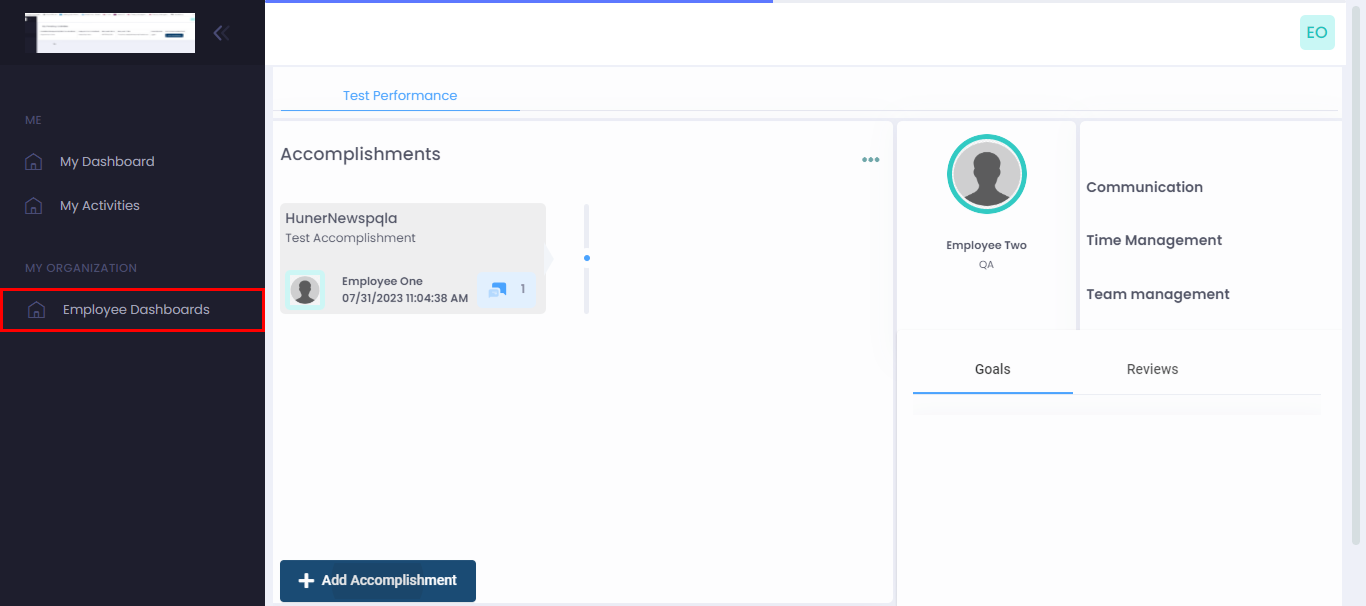 EO
ME
My Dashboard
My Activities
MY ORGANIZATION
Employee Dashboards
Test Performance
Accomplishments
HunerNewspqla
Test Accomplishment
Employee One
07/31/2023 11:04:38 AM
1
Add Accomplishment
Employee Two
QA
Communication
Time Management
Team management
Goals
Reviews